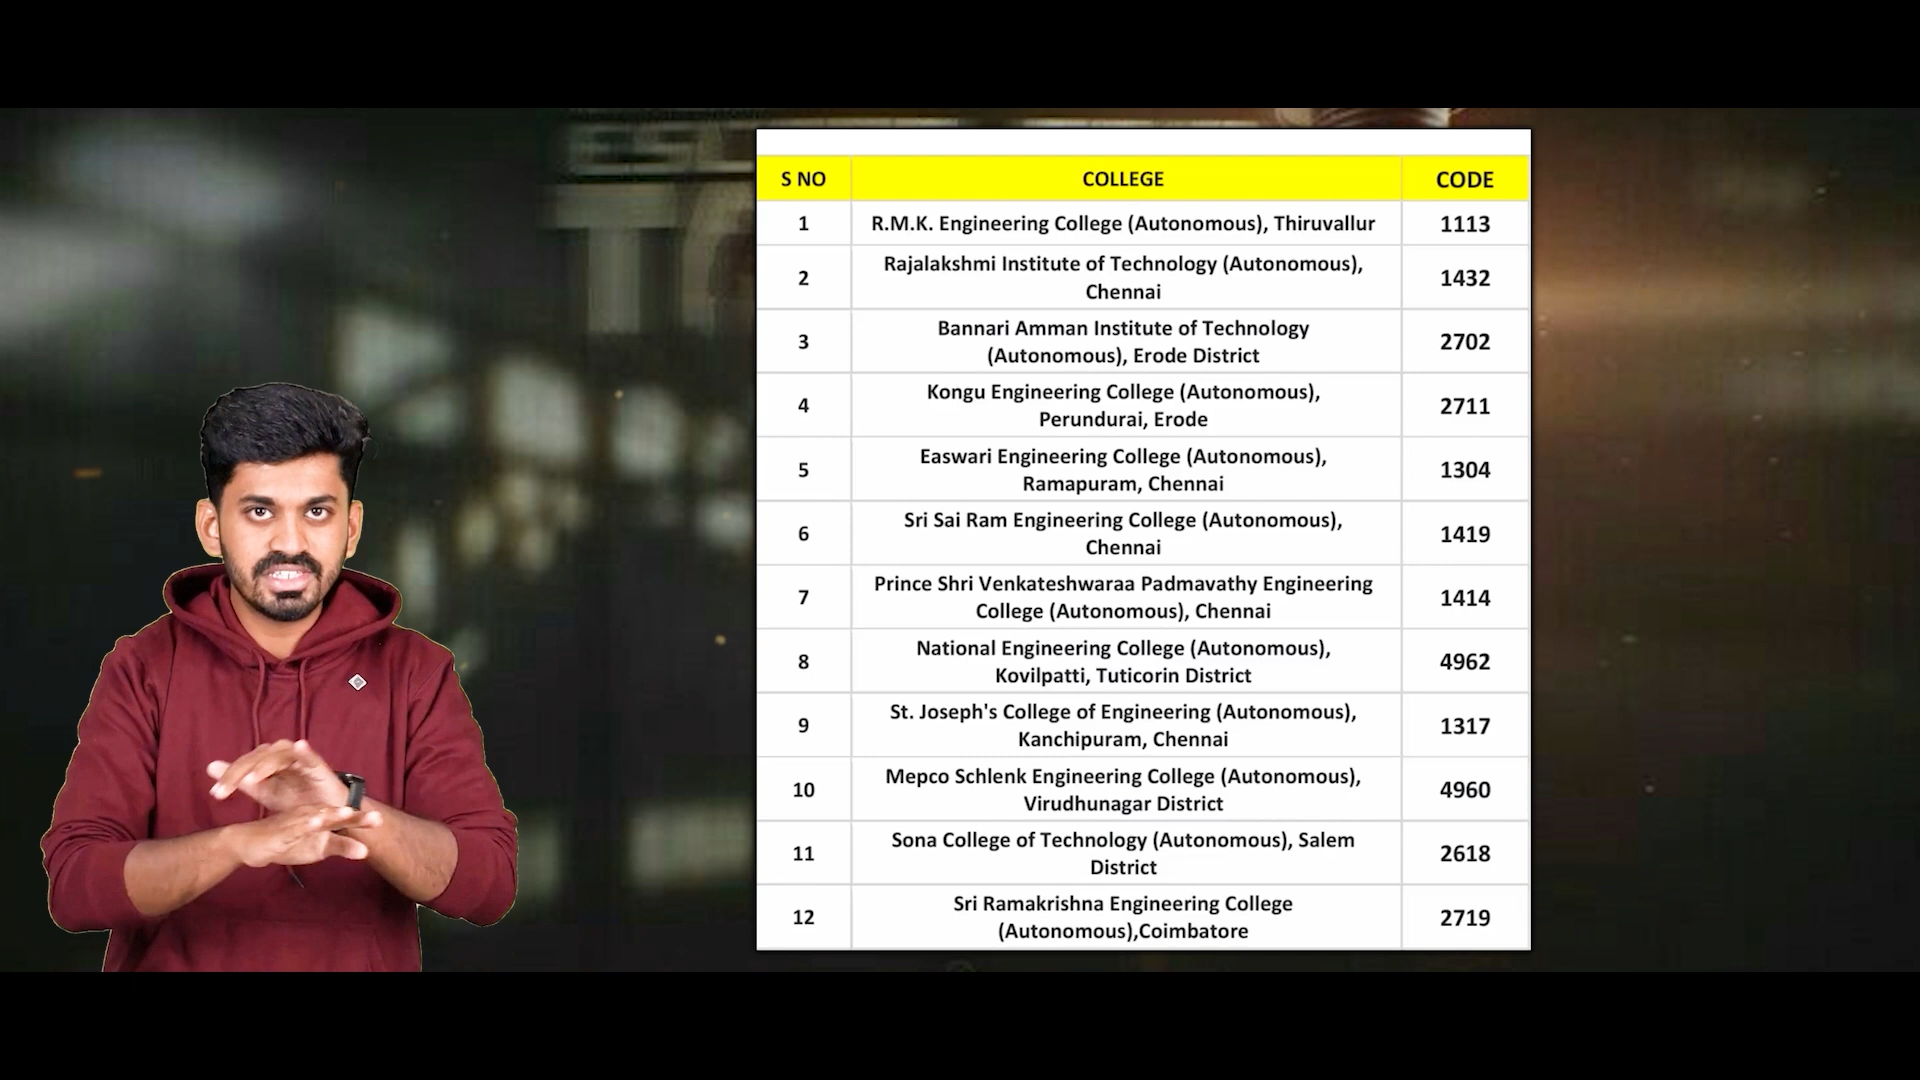 S NO COLLEGE CODE
1 R.M.K. Engineering College (Autonomous), Thiruvallur 1113
2 Rajalakshmi Institute of Technology (Autonomous),
Chennai 1432
3 Bannari Amman Institute of Technology
(Autonomous), Erode District 2702
4 Kongu Engineering College (Autonomous),
Perundurai, Erode 2711
5 Easwari Engineering College (Autonomous),
Ramapuram, Chennai 1304
6 Sri Sai Ram Engineering College (Autonomous),
Chennai 1419
7 Prince Shri Venkateshwaraa Padmavathy Engineering
College (Autonomous), Chennai 1414
8 National Engineering College (Autonomous),
Kovilpatti, Tuticorin District 4962
9 St. Joseph's College of Engineering (Autonomous),
Kanchipuram, Chennai 1317
10 Mepco Schlenk Engineering College (Autonomous),
Virudhunagar District 4960
11 Sona College of Technology (Autonomous), Salem
District 2618
12 Sri Ramakrishna Engineering College
(Autonomous),Coimbatore 2719